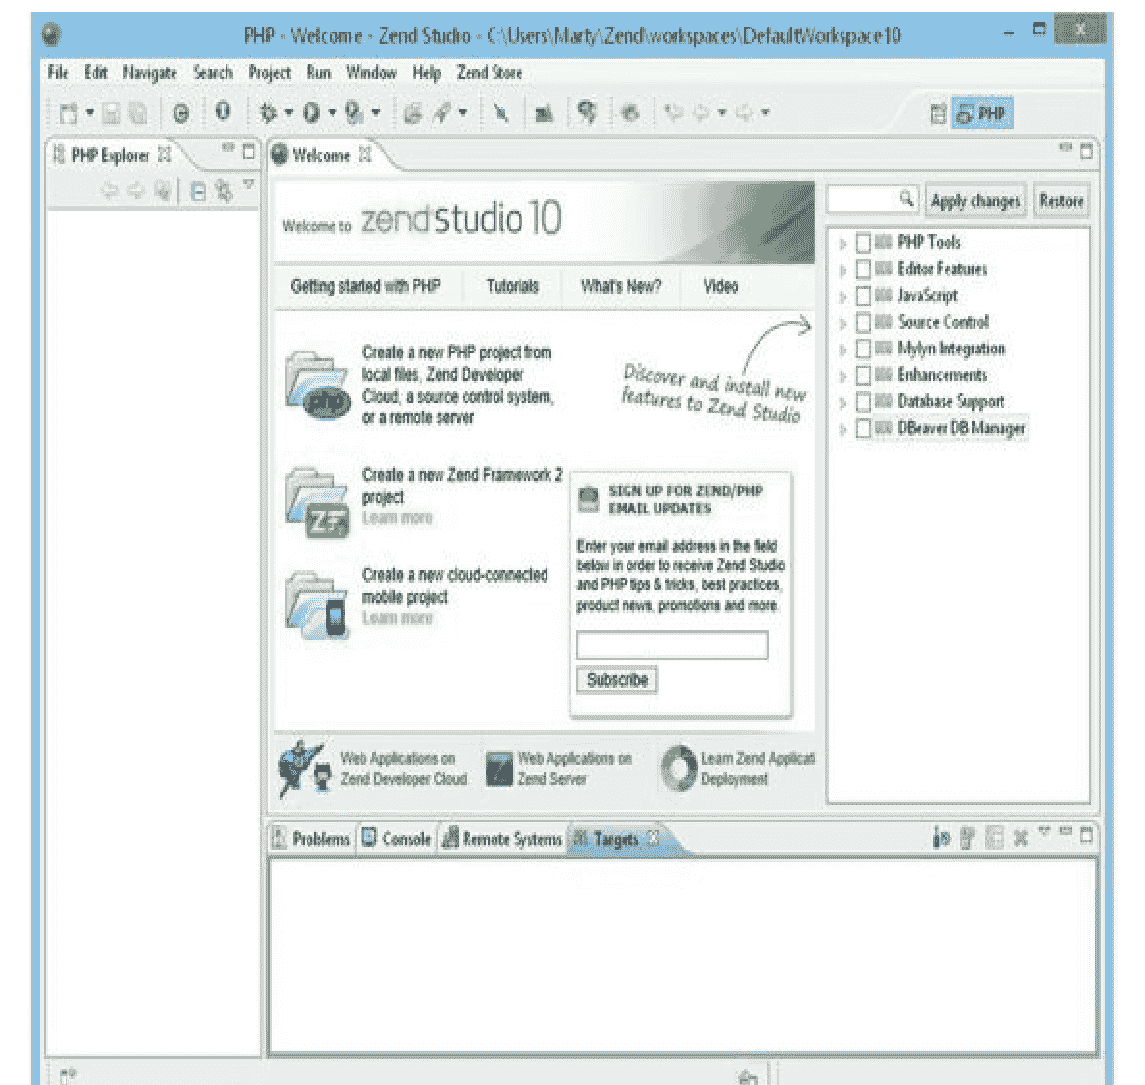 PHP - Welcome - Zend Studio - C:\Users\Marty\Zend\workspaces\DefaultWorkspace10
File Edit Navigate Search Project Run Window Help Zend Store
PHP
PHP Explorer
Welcome
Welcome to zendstudio 10
Apply changes Restore
Getting started with PHP Tutorials What's New? Video
PHP Tools
Editor Features
JavaScript
Source Control
Mylyn Integration
Enhancements
Database Support
DBeaver DB Manager
Create a new PHP project from
local files, Zend Developer
Cloud, a source control system,
or a remote server
php
Discover and install new
features to Zend Studio
Create a new Zend Framework 2
project
Learn more
ZF
Create a new cloud-connected
mobile project
Learn more
SIGN UP FOR ZEND/PHP
EMAIL UPDATES
Enter your email address in the field
below in order to receive Zend Studio
and PHP tips & tricks, best practices,
product news, promotions and more.
Subscribe
Web Applications on
Zend Developer Cloud
Web Applications on
Zend Server
Learn Zend Applicati
Deployment
Problems Console Remote Systems Targets